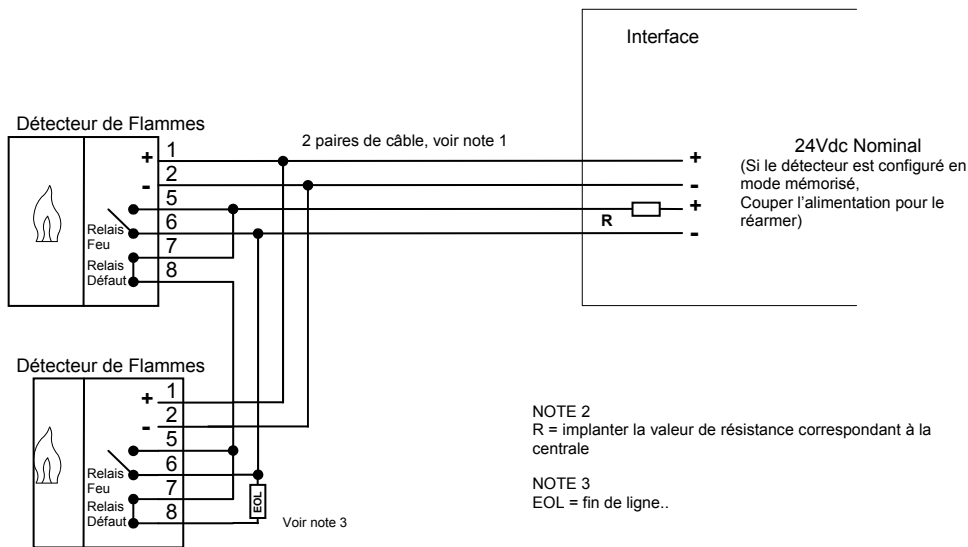 Interface
Détecteur de Flammes
2 paires de câble, voir note 1
+ 1
- 2
5
6
7
8
Relais
Feu
Relais
Défaut
R
+
-
+
-
24Vdc Nominal
(Si le détecteur est configuré en
mode mémorisé,
Couper l’alimentation pour le
réarmer)
Détecteur de Flammes
+ 1
- 2
5
6
7
8
Relais
Feu
Relais
Défaut
EOL
Voir note 3
NOTE 2
R = implanter la valeur de résistance correspondant à la
centrale
NOTE 3
EOL = fin de ligne..